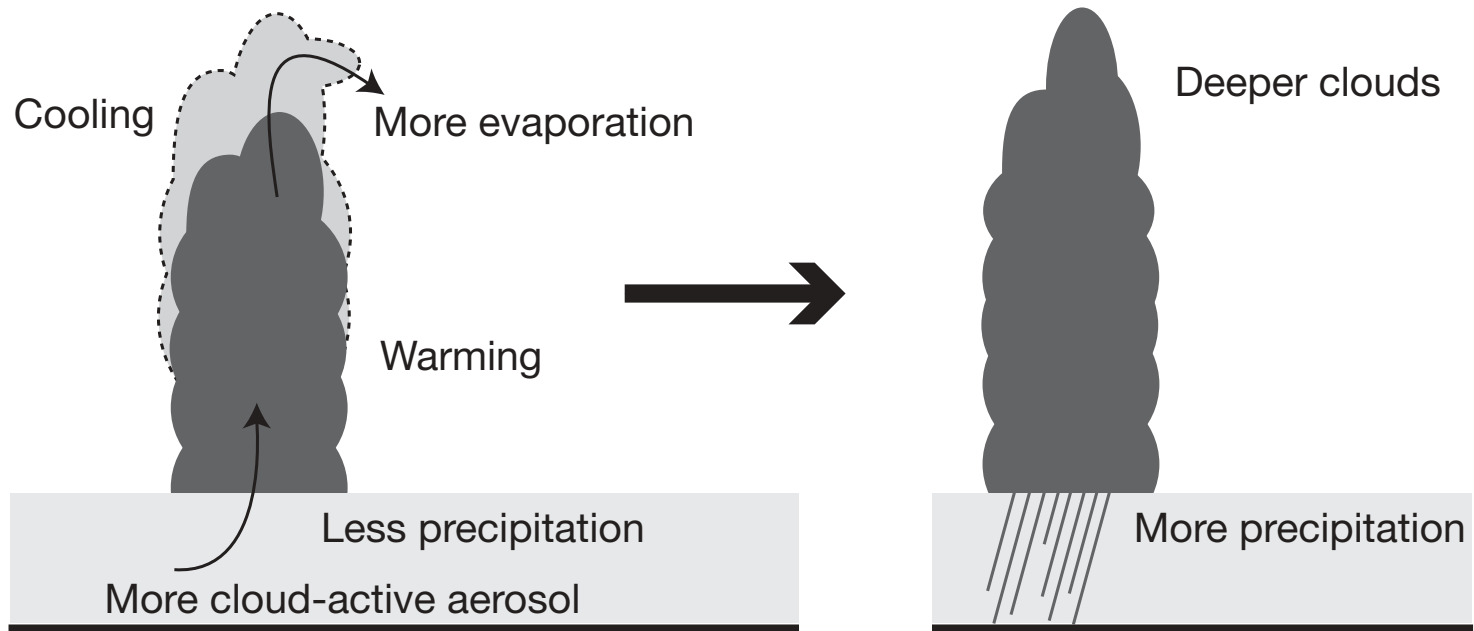 Cooling
More evaporation
Warming
Less precipitation
More cloud-active aerosol
Deeper clouds
More precipitation